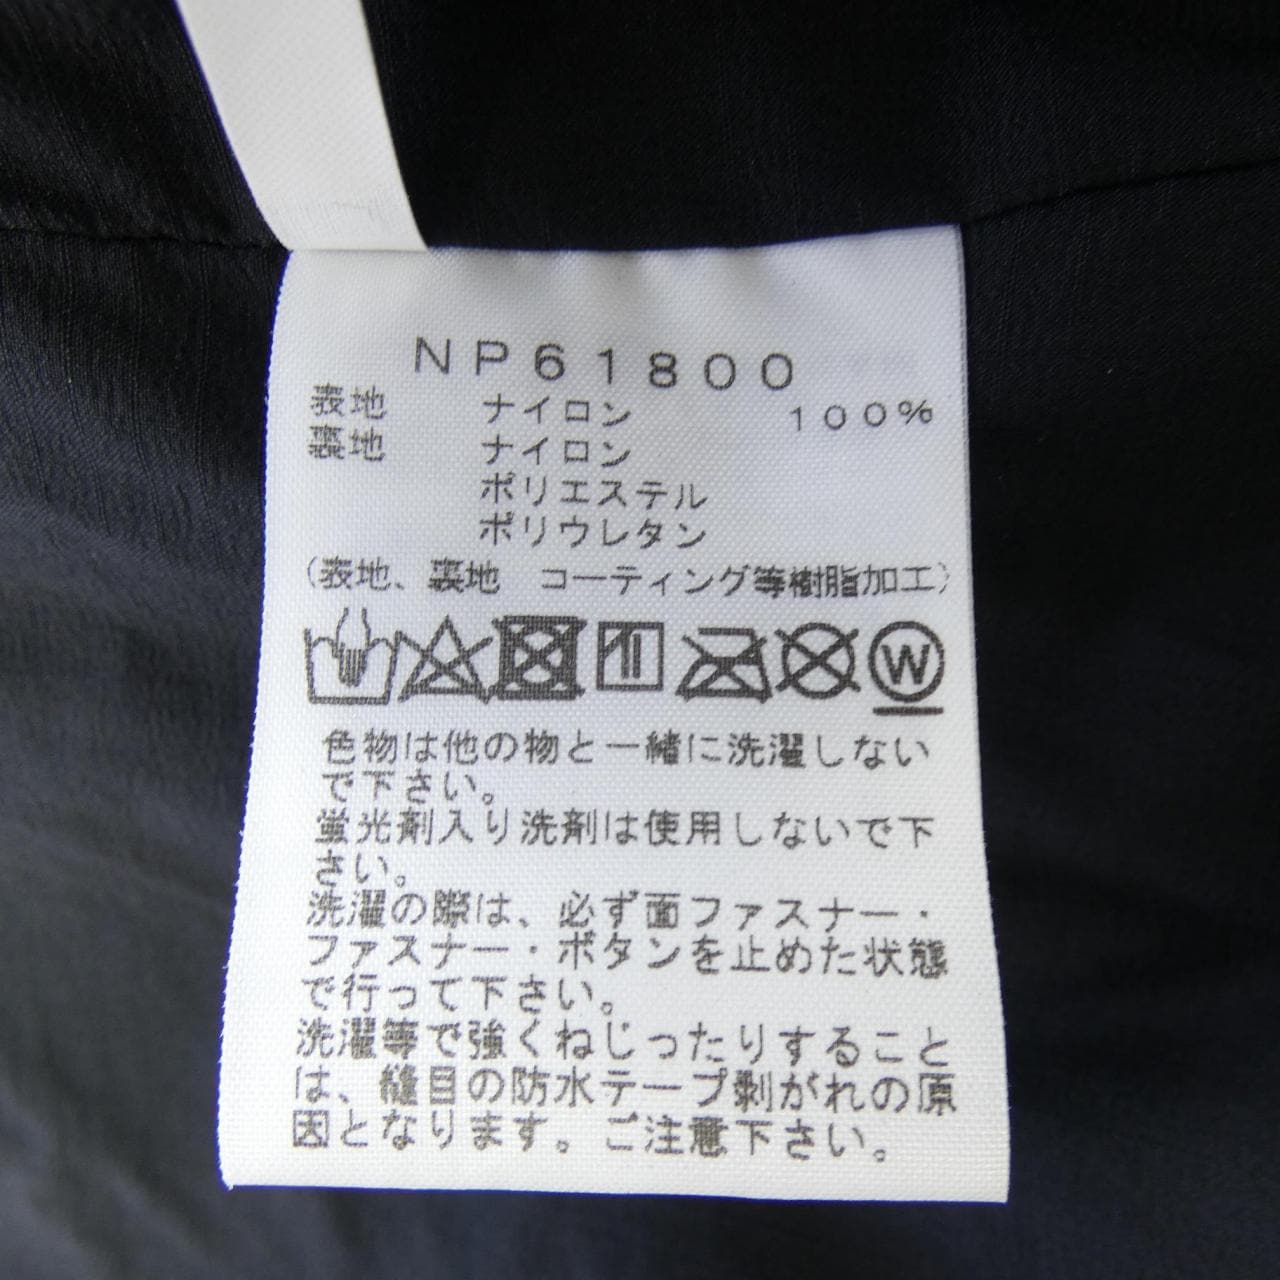 NP61800
表地 ナイロン 100%
裏地 ナイロン
ポリエステル
ポリウレタン
(表地、裏地 コーティング等樹脂加工)
W
色物は他の物と一緒に洗濯しない
で下さい。
蛍光剤入り洗剤は使用しないで下
さい。
洗濯の際は、必ず面ファスナー・
ファスナー・ボタンを止めた状態
で行って下さい。
洗濯等で強くねじったりすること
は、縫目の防水テープ剥がれの原
因となります。ご注意下さい。